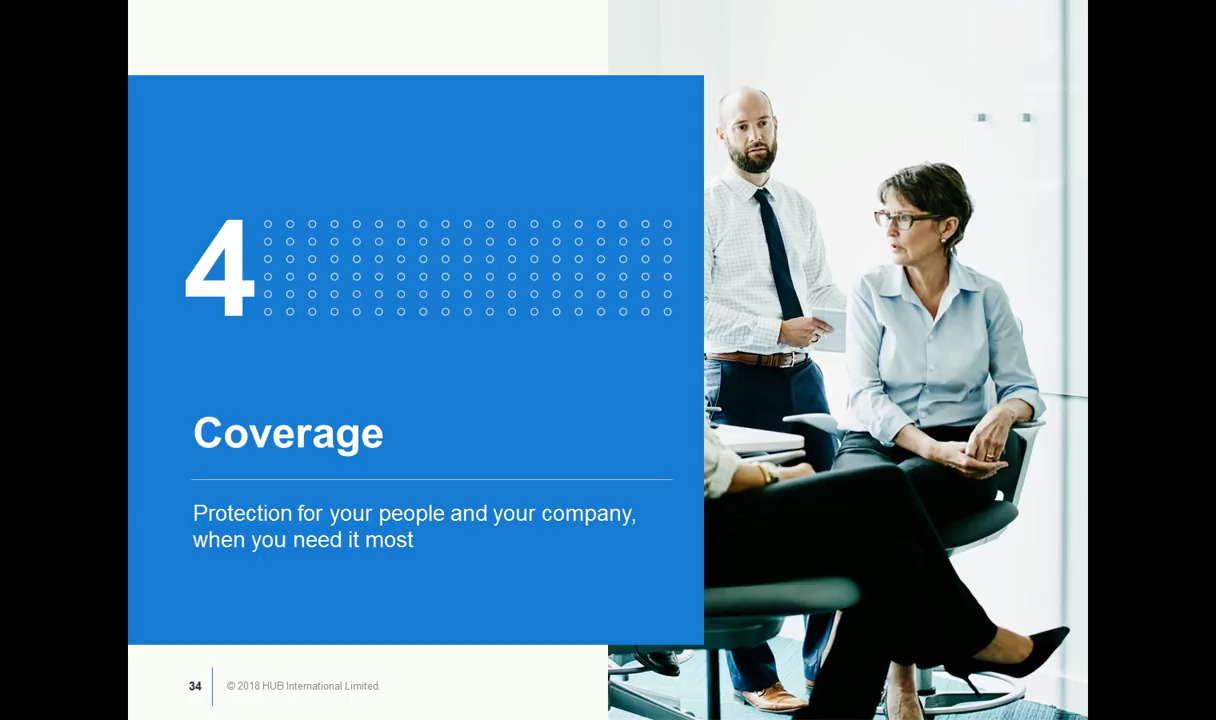 4
Coverage
Protection for your people and your company,
when you need it most
34
© 2018 HUB International Limited.